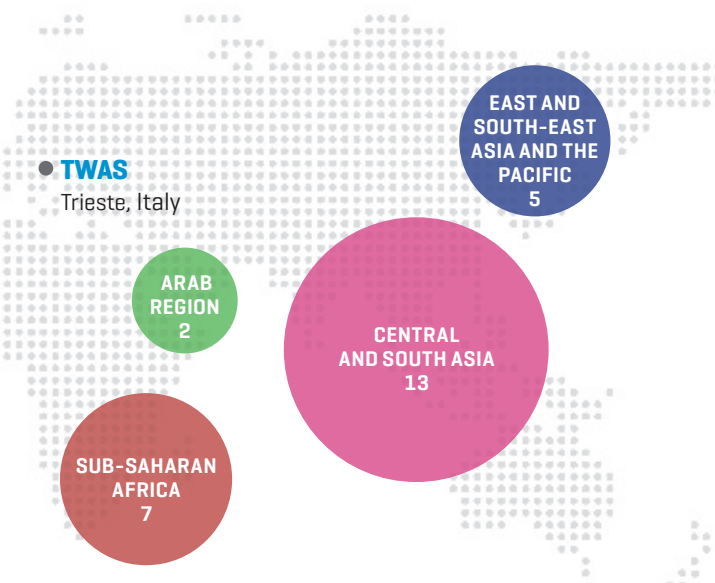 EAST AND
SOUTH-EAST
ASIA AND THE
PACIFIC
5
TWAS
Trieste, Italy
ARAB
REGION
2
CENTRAL
AND SOUTH ASIA
13
SUB-SAHARAN
AFRICA
7